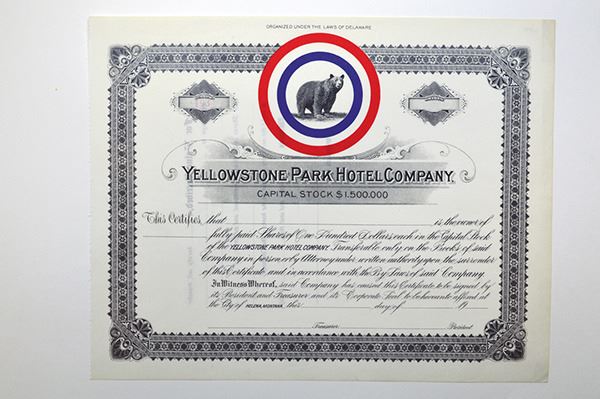 ORGANIZED UNDER THE LAWS OF DELAWARE
YELLOWSTONE PARK HOTEL COMPANY.
CAPITAL STOCK $1,500,000
This Certifies, that is the owner of
fully paid Shares of One Hundred Dollars each in the Capital Stock
of the YELLOWSTONE PARK HOTEL COMPANY. Transferable only on the Books of said
Company in person or by Attorney under written authority upon the surrender
of this Certificate and in accordance with the By Laws of said Company.
In Witness Whereof, said Company has caused this Certificate to be signed by
its President and Treasurer and its Corporate Seal to be hereunto affixed at
the City of HELENA, MONTANA, this day of 19
Treasurer. President.